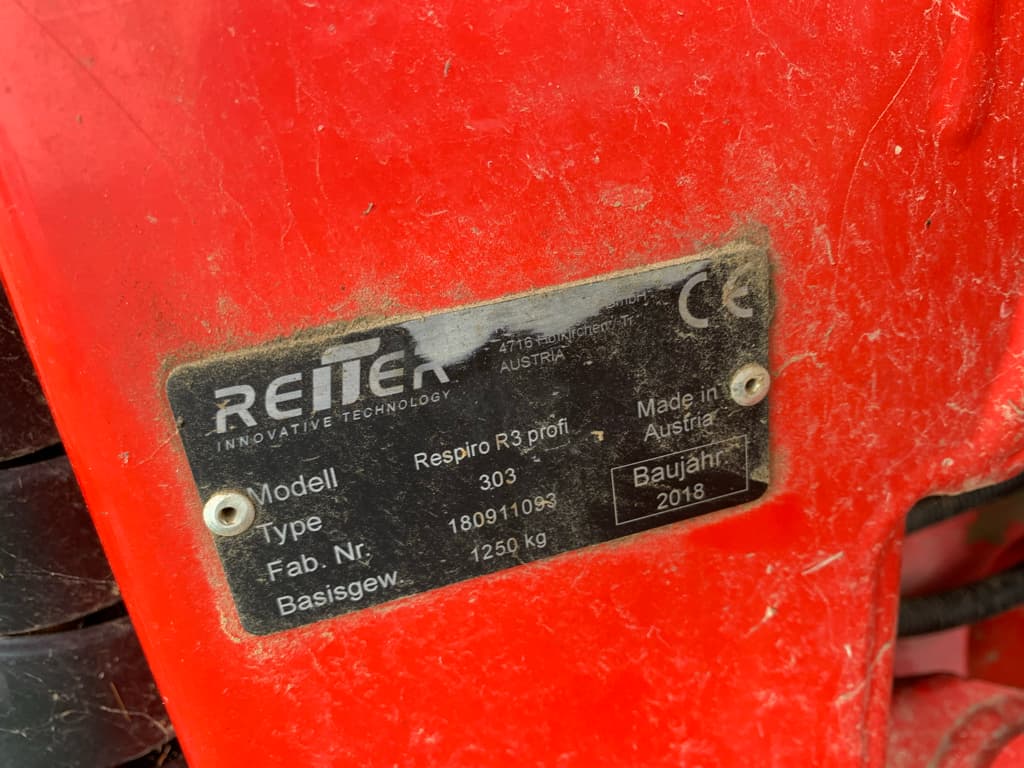 REITER
INNOVATIVE TECHNOLOGY
GmbH
4716 Hofkirchen / Tr
AUSTRIA
CE
Modell Respiro R3 profi
Type 303
Fab. Nr. 180911093
Basisgew. 1250 kg
Made in
Austria
Baujahr:
2018